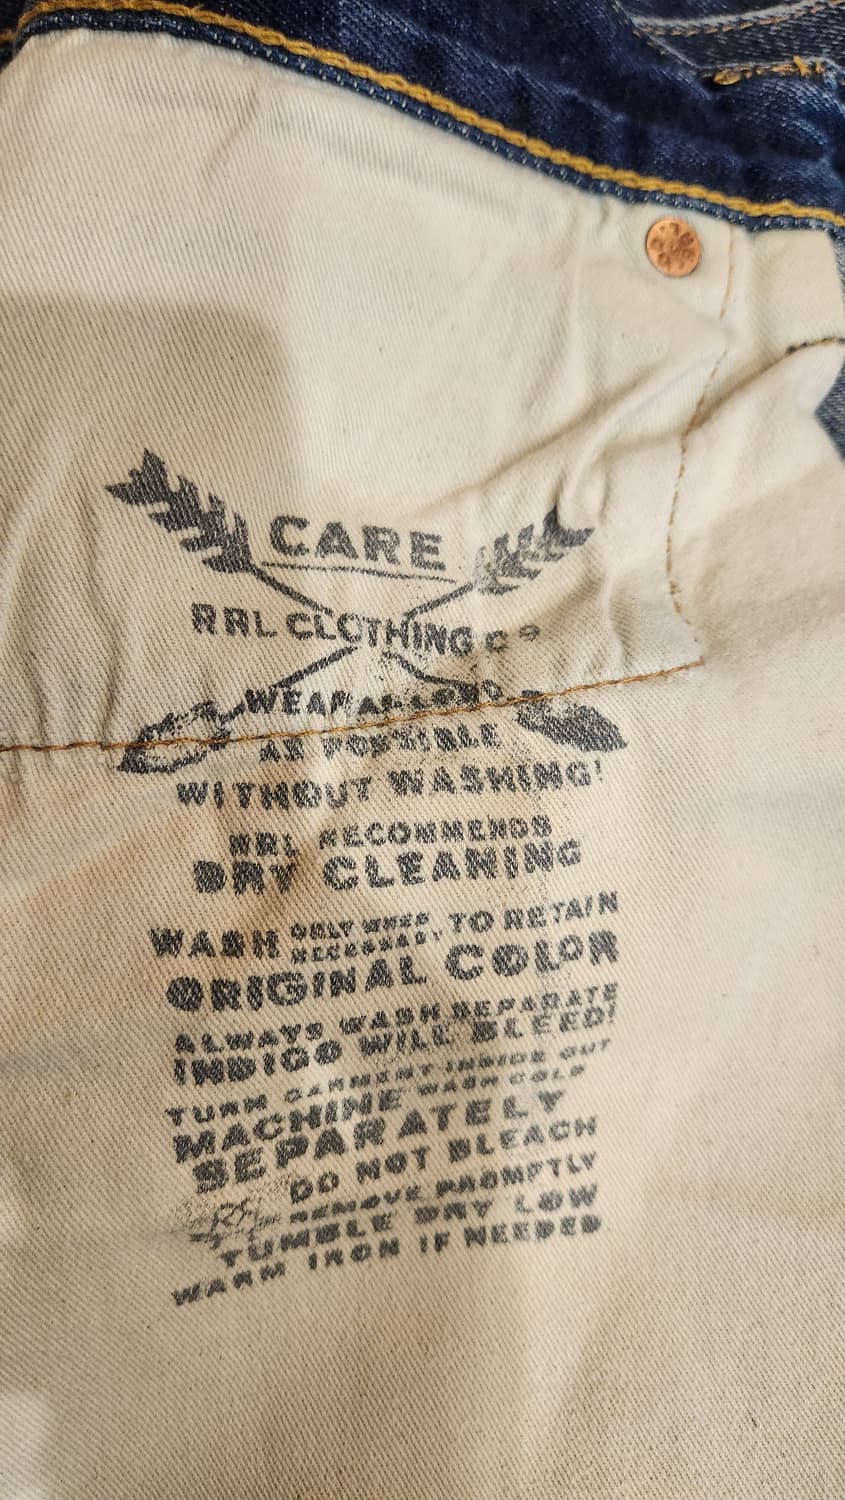 CARE
RRL CLOTHING Co
WEAR AS LONG
AS POSSIBLE
WITHOUT WASHING!
RRL RECOMMENDS
DRY CLEANING
WASH ONLY WHEN NECESSARY, TO RETAIN
ORIGINAL COLOR
ALWAYS WASH SEPARATE
INDIGO WILL BLEED!
TURN GARMENT INSIDE OUT
MACHINE WASH COLD
SEPARATELY
DO NOT BLEACH
REMOVE PROMPTLY
TUMBLE DRY LOW
WARM IRON IF NEEDED